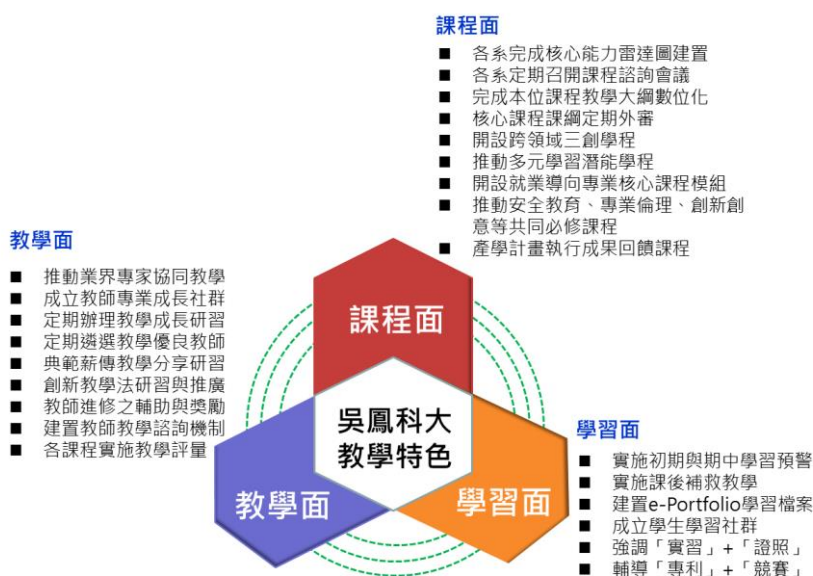 課程面
■ 各系完成核心能力雷達圖建置
■ 各系定期召開課程諮詢會議
■ 完成本位課程教學大綱數位化
■ 核心課程課綱定期外審
■ 開設跨領域三創學程
■ 推動多元學習潛能學程
■ 開設就業導向專業核心課程模組
■ 推動安全教育、專業倫理、創新創
意等共同必修課程
■ 產學計畫執行成果回饋課程
教學面
■ 推動業界專家協同教學
■ 成立教師專業成長社群
■ 定期辦理教學成長研習
■ 定期遴選教學優良教師
■ 典範薪傳教學分享研習
■ 創新教學法研習與推廣
■ 教師進修之輔助與獎勵
■ 建置教師教學諮詢機制
■ 各課程實施教學評量
課程面
吳鳳科大
教學特色
教學面
學習面
學習面
■ 實施初期與期中學習預警
■ 實施課後補救教學
■ 建置e-Portfolio學習檔案
■ 成立學生學習社群
■ 強調「實習」+「證照」
■ 輔導「專利」+「競賽」